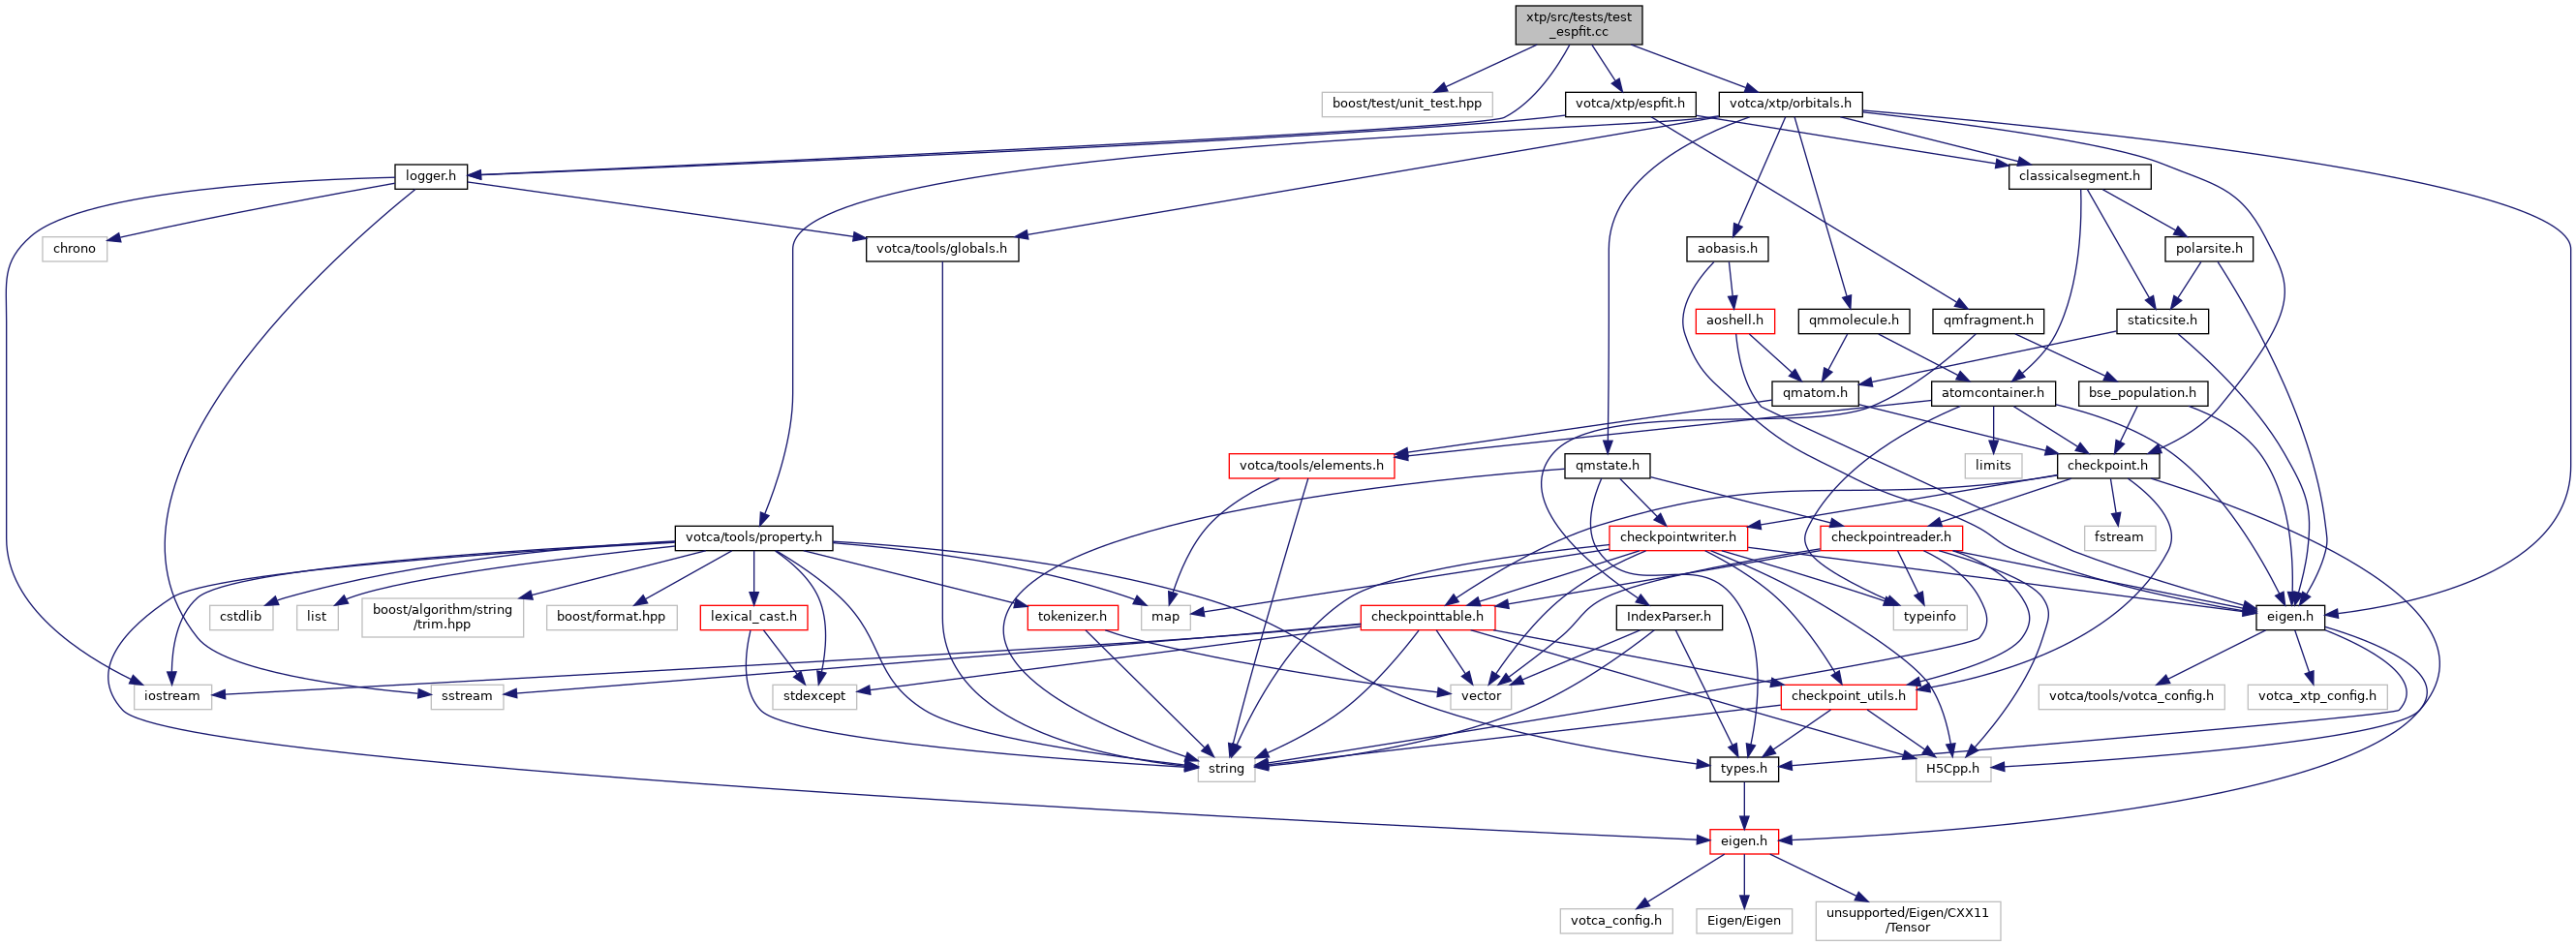 xtp/src/tests/test
_espfit.cc
boost/test/unit_test.hpp
votca/xtp/espfit.h
votca/xtp/orbitals.h
logger.h
classicalsegment.h
chrono
votca/tools/globals.h
aobasis.h
polarsite.h
aoshell.h
qmmolecule.h
qmfragment.h
staticsite.h
qmatom.h
atomcontainer.h
bse_population.h
votca/tools/elements.h
qmstate.h
limits
checkpoint.h
votca/tools/property.h
checkpointwriter.h
checkpointreader.h
fstream
cstdlib
list
boost/algorithm/string
/trim.hpp
boost/format.hpp
lexical_cast.h
tokenizer.h
map
checkpointtable.h
IndexParser.h
typeinfo
eigen.h
iostream
sstream
stdexcept
vector
checkpoint_utils.h
votca/tools/votca_config.h
votca_xtp_config.h
string
types.h
H5Cpp.h
eigen.h
votca_config.h
Eigen/Eigen
unsupported/Eigen/CXX11
/Tensor